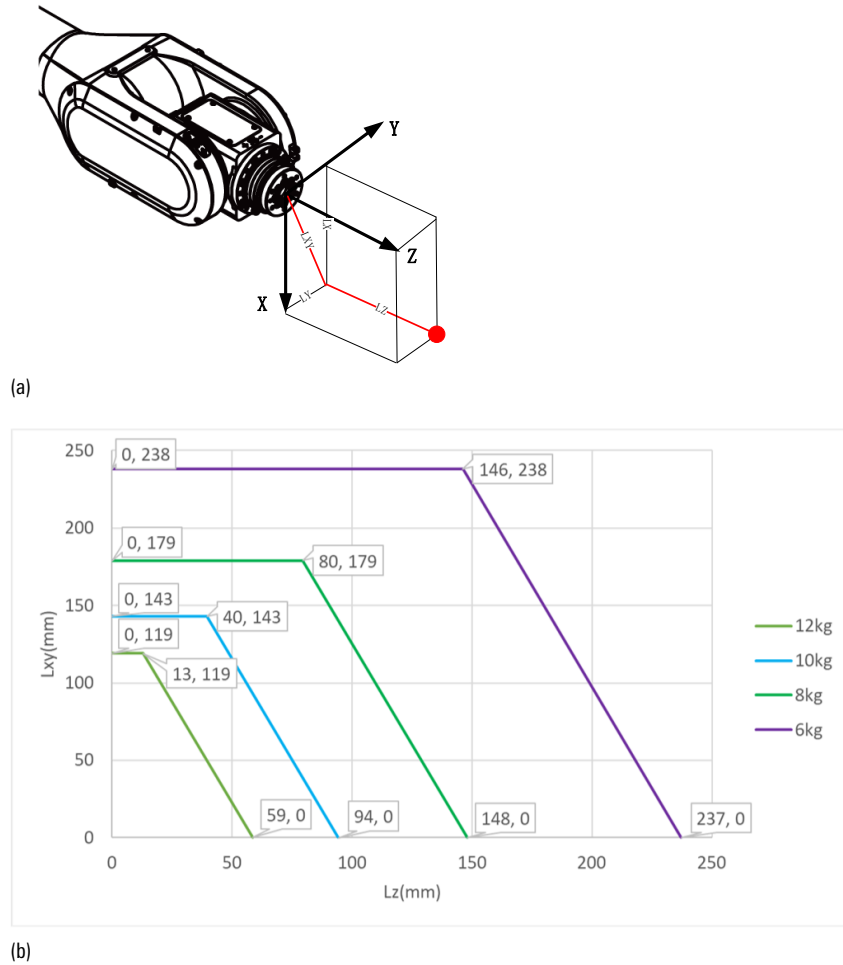 Y
LX
LXY
Z
X
LY
LZ
(a)
250
0, 238
146, 238
200
0, 179
80, 179
150
0, 143
40, 143
0, 119
13, 119
100
50
59, 0
94, 0
148, 0
237, 0
0
0
50
100
150
200
250
Lxy(mm)
Lz(mm)
12kg
10kg
8kg
6kg
(b)